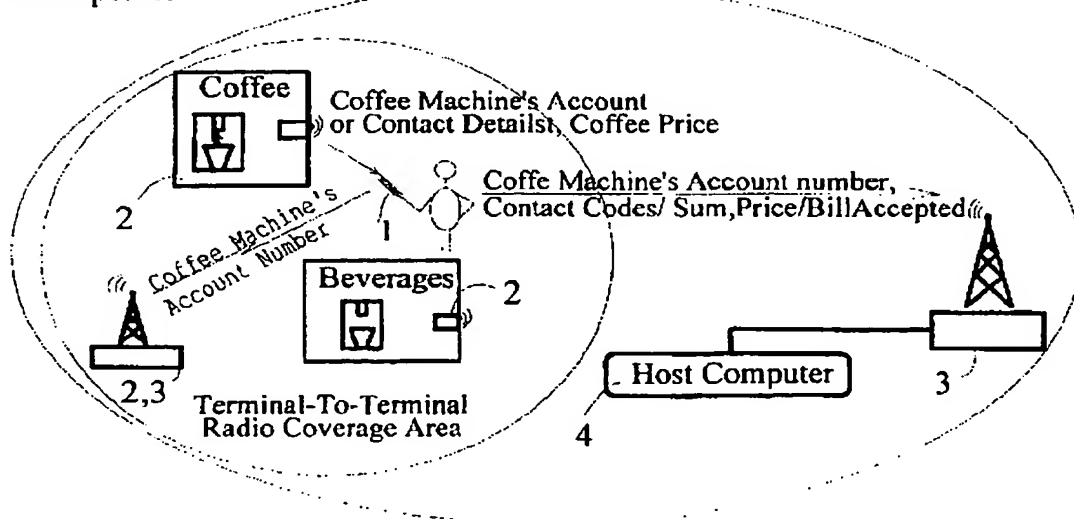 Coffee
Coffee Machine's Account
or Contact Detailst, Coffee Price
2
1
Coffe Machine's Account number,
Contact Codes/ Sum,Price/BillAccepted
Coffee Machine's
Account Number
Beverages
2
2,3
Terminal-To-Terminal
Radio Coverage Area
Host Computer
4
3